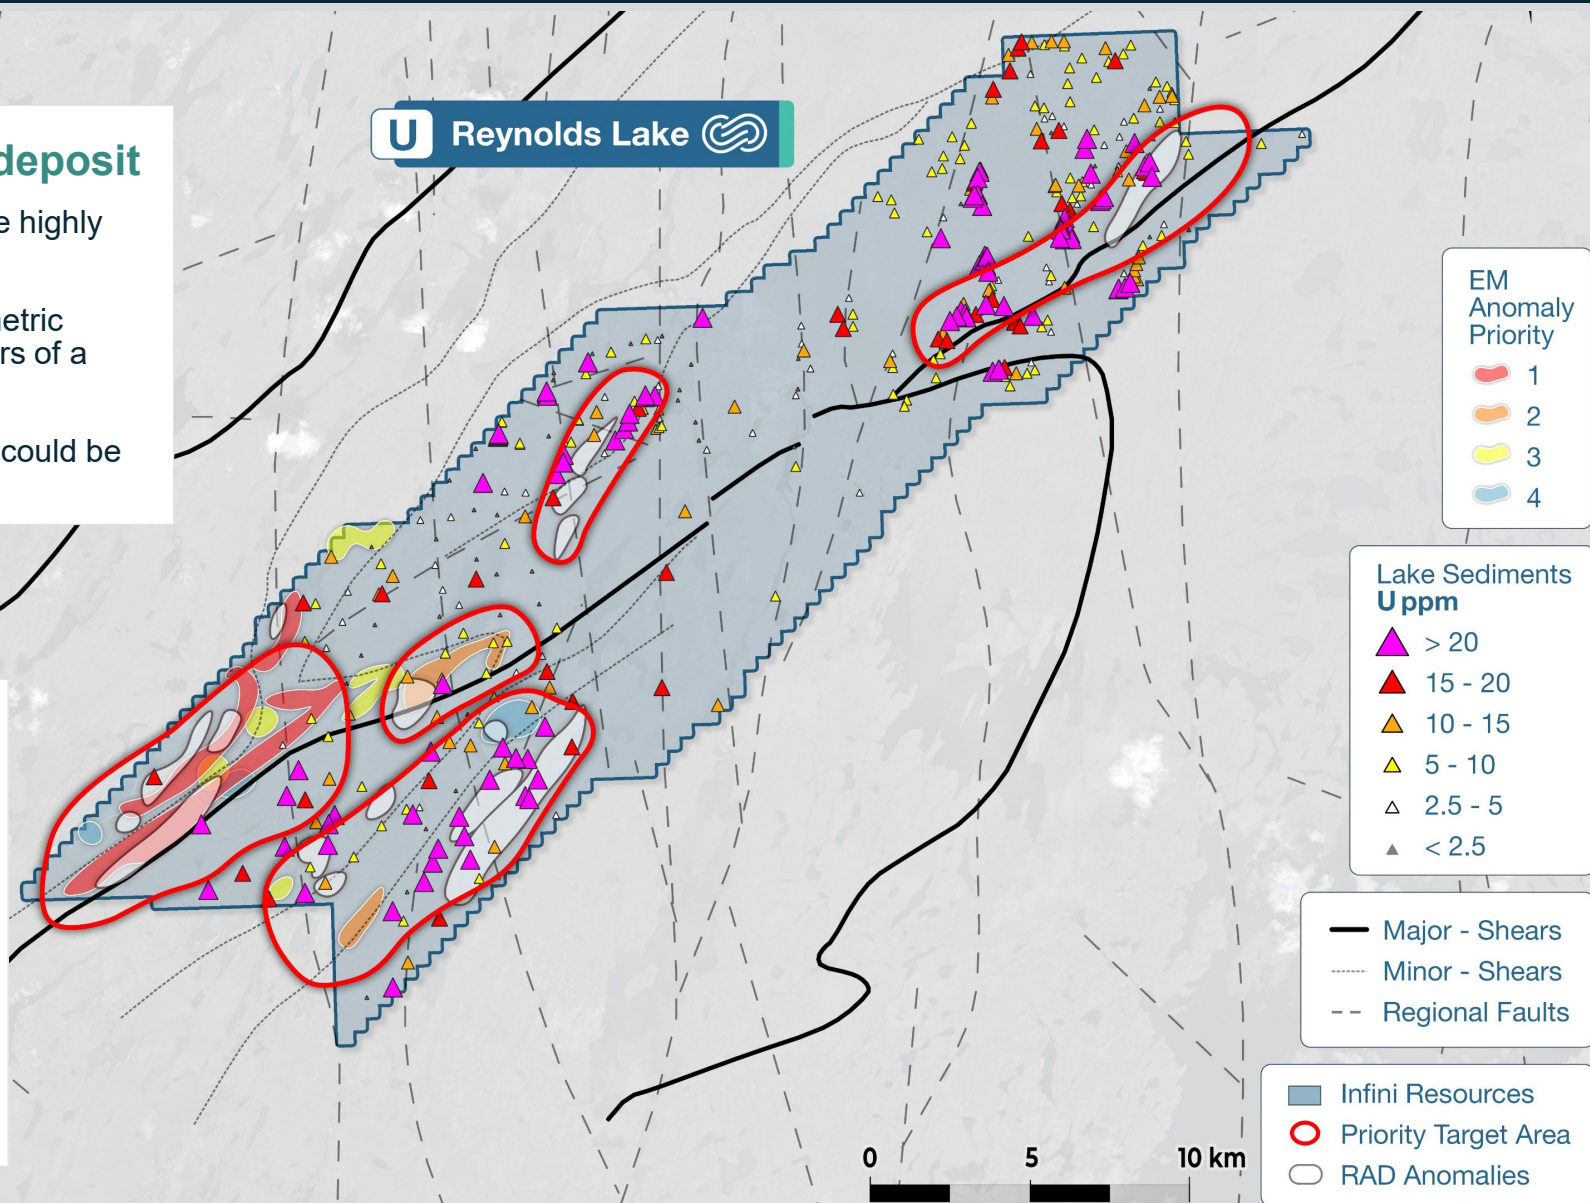 deposit
e highly
etric
rs of a
could be
U Reynolds Lake
EM
Anomaly
Priority
1
2
3
4
Lake Sediments
U ppm
> 20
15 - 20
10 - 15
5 - 10
2.5 - 5
< 2.5
Major - Shears
Minor - Shears
Regional Faults
Infini Resources
Priority Target Area
RAD Anomalies
0 5 10 km